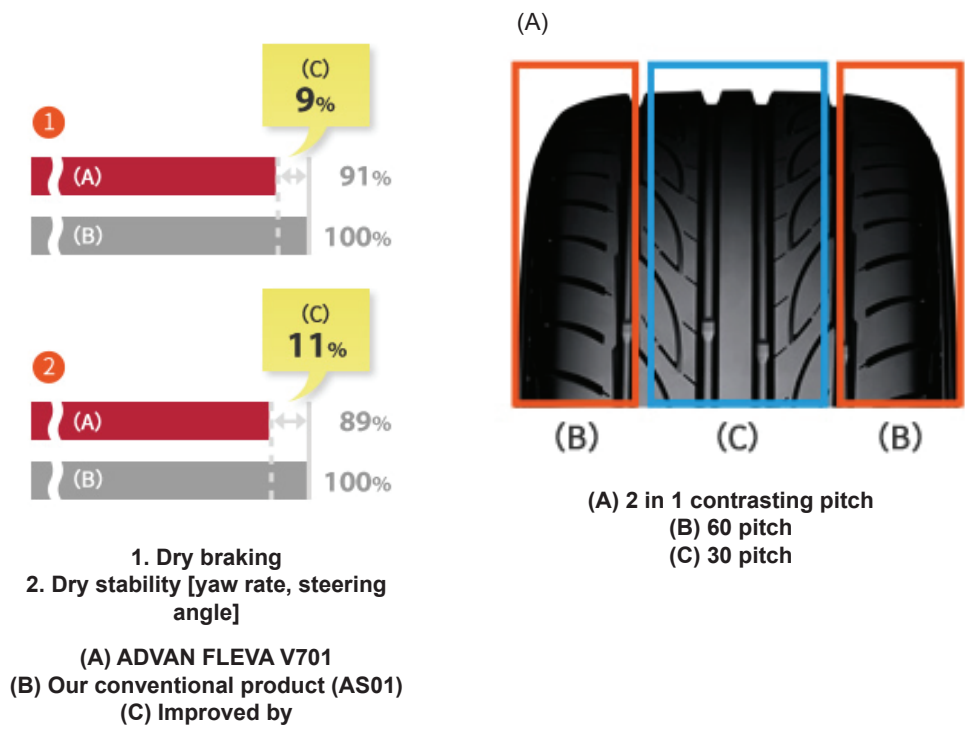 (C)
9%
1
(A)
91%
(B)
100%
(C)
11%
2
(A)
89%
(B)
100%
1. Dry braking
2. Dry stability [yaw rate, steering
angle]
(A) ADVAN FLEVA V701
(B) Our conventional product (AS01)
(C) Improved by
(A)
(B)
(C)
(B)
(A) 2 in 1 contrasting pitch
(B) 60 pitch
(C) 30 pitch